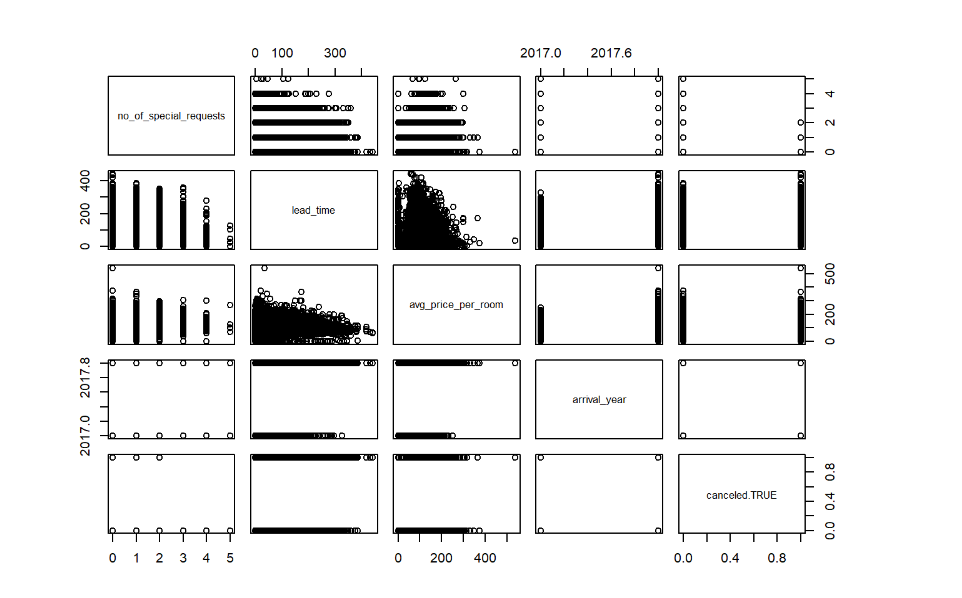 0 100 300
2017.0 2017.6
no_of_special_requests
0 2 4
0 200 400
lead_time
avg_price_per_room
0 200 500
2017.0 2017.8
arrival_year
canceled.TRUE
0.0 0.4 0.8
0 1 2 3 4 5
0 200 400
0.0 0.4 0.8